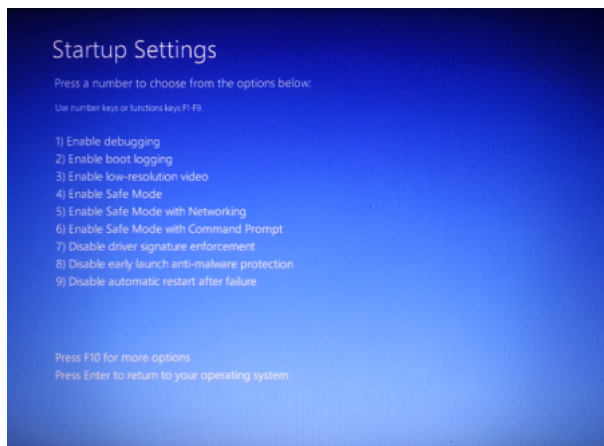 Startup Settings
Press a number to choose from the options below:
Use number keys or functions keys F1-F9.
1) Enable debugging
2) Enable boot logging
3) Enable low-resolution video
4) Enable Safe Mode
5) Enable Safe Mode with Networking
6) Enable Safe Mode with Command Prompt
7) Disable driver signature enforcement
8) Disable early launch anti-malware protection
9) Disable automatic restart after failure
Press F10 for more options
Press Enter to return to your operating system